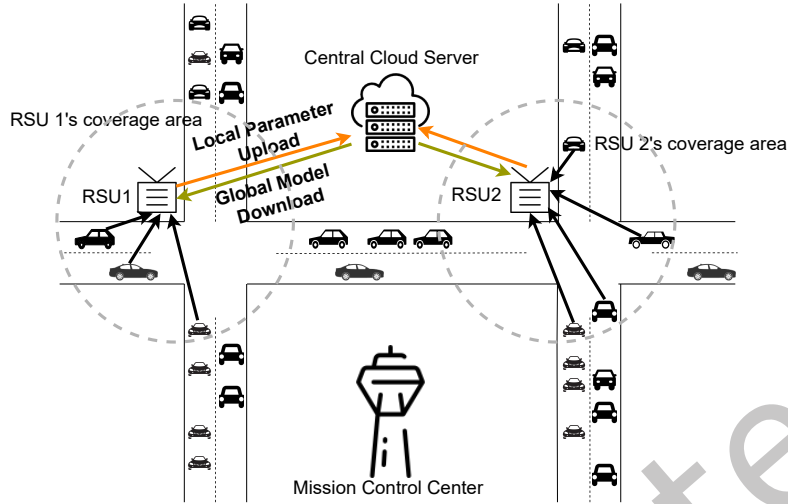 Central Cloud Server
RSU 1's coverage area
Local Parameter
Upload
RSU 2's coverage area
RSU1
Global Model
Download
RSU2
Mission Control Center